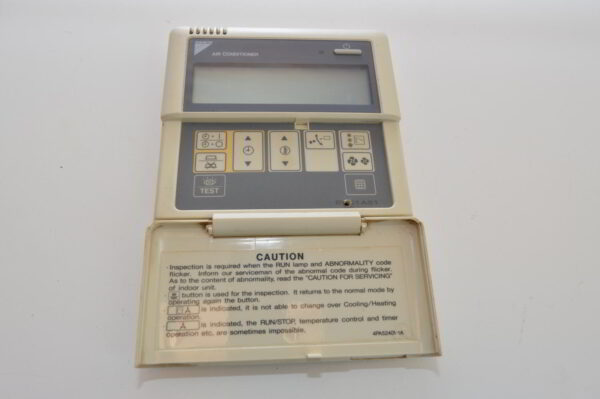 AIR CONDITIONER
TEST
CAUTION
· Inspection is required when the RUN lamp and ABNORMALITY code
flicker. Inform our serviceman of the abnormal code during flicker.
As to the content of abnormality, read the "CAUTION FOR SERVICING"
of indoor unit.
button is used for the inspection. It returns to the normal mode by
operating again the button.
is indicated, it is not able to change over Cooling/Heating
operation.
is indicated, the RUN/STOP, temperature control and timer
operation etc. are sometimes impossible.
4PA52401-1A